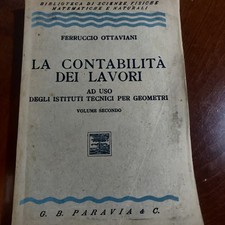 BIBLIOTECA DI SCIENZE FISICHE
MATEMATICHE E NATURALI
FERRUCCIO OTTAVIANI
LA CONTABILITÀ
DEI LAVORI
AD USO
DEGLI ISTITUTI TECNICI PER GEOMETRI
VOLUME SECONDO
G. B. PARAVIA & C.